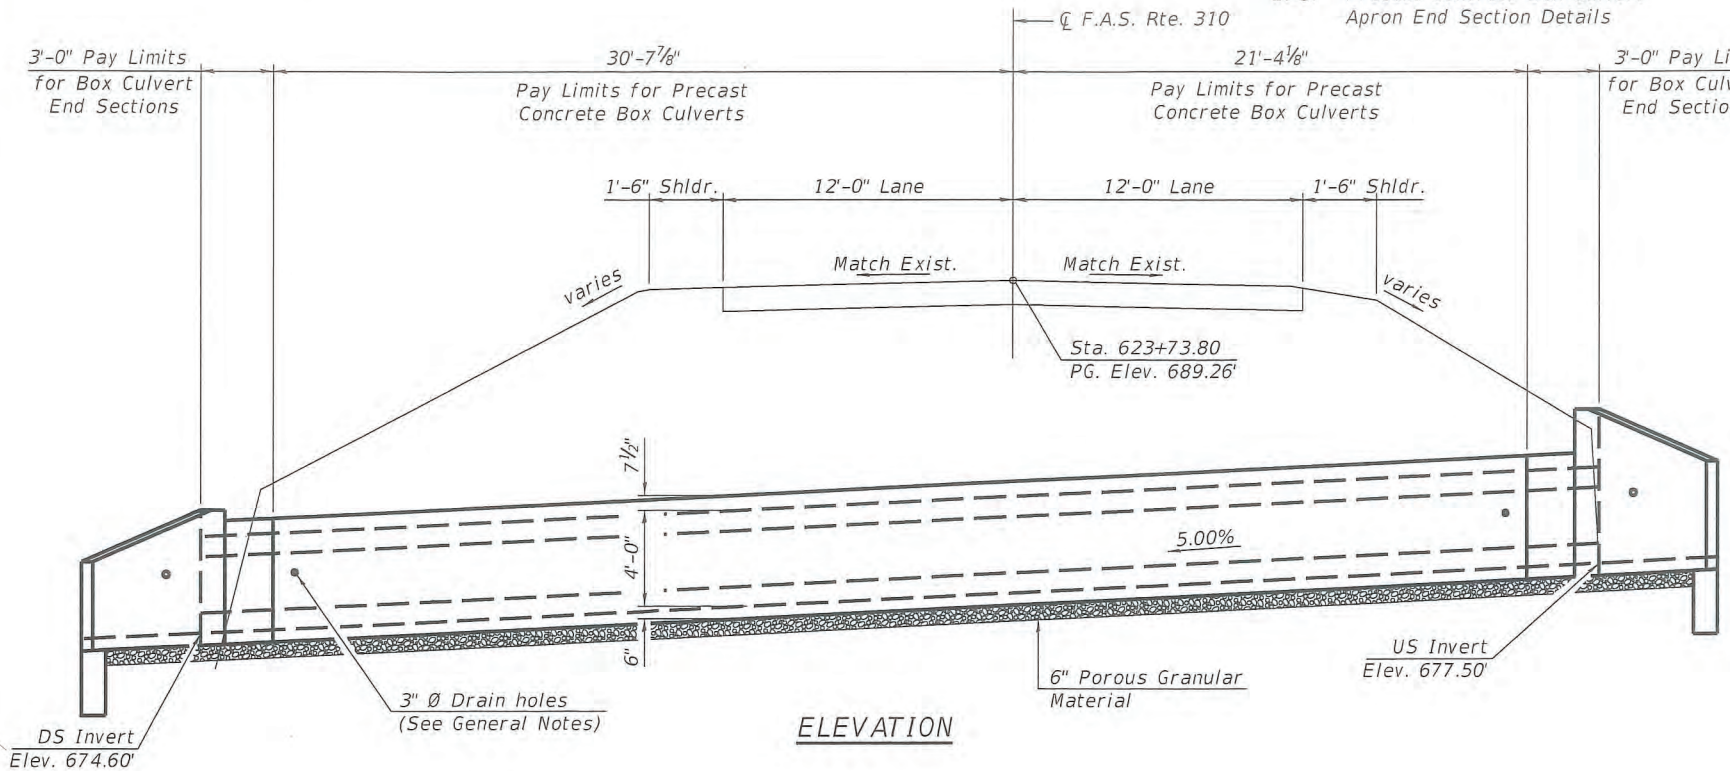 ℄ F.A.S. Rte. 310
Apron End Section Details
3'-0" Pay Limits
for Box Culvert
End Sections
30'-7⅞"
Pay Limits for Precast
Concrete Box Culverts
21'-4⅛"
Pay Limits for Precast
Concrete Box Culverts
3'-0" Pay Li
for Box Culv
End Sectio
1'-6" Shldr.
12'-0" Lane
12'-0" Lane
1'-6" Shldr.
varies
Match Exist.
Match Exist.
varies
Sta. 623+73.80
PG. Elev. 689.26'
7½"
4'-0"
6"
5.00%
US Invert
Elev. 677.50'
6" Porous Granular
Material
3" Ø Drain holes
(See General Notes)
DS Invert
Elev. 674.60'
ELEVATION